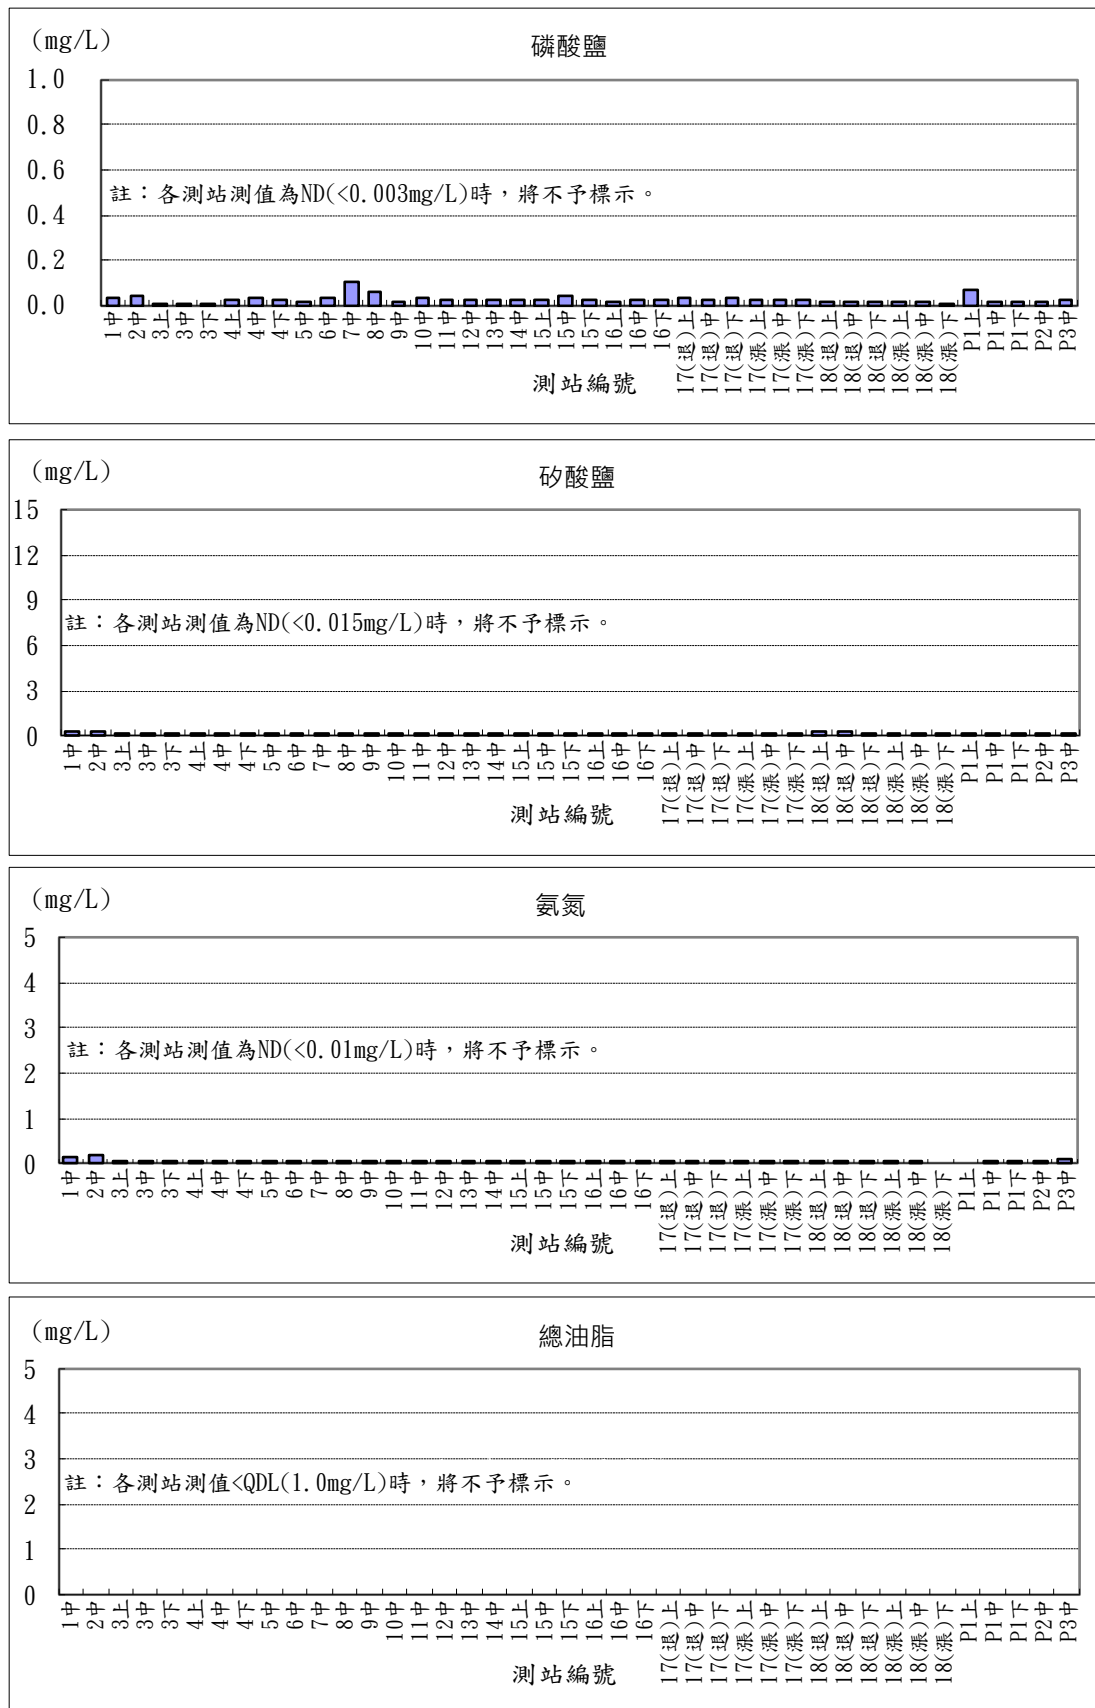 (mg/L)
磷酸鹽
1.0
0.8
0.6
註：各測站測值為ND(<0.003mg/L)時，將不予標示。
0.4
0.2
0.0
1中 2中 3上 3中 3下 4上 4中 4下 5中 6中 7中 8中 9中 10中 11中 12中 13中 14中 15上 15中 15下 16上 16中 16下 17(退)上 17(退)中 17(退)下 17(漲)上 17(漲)中 17(漲)下 18(退)上 18(退)中 18(退)下 18(漲)上 18(漲)中 18(漲)下 P1上 P1中 P1下 P2中 P3中
測站編號
(mg/L)
矽酸鹽
15
12
9
註：各測站測值為ND(<0.015mg/L)時，將不予標示。
6
3
0
1中 2中 3上 3中 3下 4上 4中 4下 5中 6中 7中 8中 9中 10中 11中 12中 13中 14中 15上 15中 15下 16上 16中 16下 17(退)上 17(退)中 17(退)下 17(漲)上 17(漲)中 17(漲)下 18(退)上 18(退)中 18(退)下 18(漲)上 18(漲)中 18(漲)下 P1上 P1中 P1下 P2中 P3中
測站編號
(mg/L)
氨氮
5
4
3
註：各測站測值為ND(<0.01mg/L)時，將不予標示。
2
1
0
1中 2中 3上 3中 3下 4上 4中 4下 5中 6中 7中 8中 9中 10中 11中 12中 13中 14中 15上 15中 15下 16上 16中 16下 17(退)上 17(退)中 17(退)下 17(漲)上 17(漲)中 17(漲)下 18(退)上 18(退)中 18(退)下 18(漲)上 18(漲)中 18(漲)下 P1上 P1中 P1下 P2中 P3中
測站編號
(mg/L)
總油脂
5
4
3
註：各測站測值<QDL(1.0mg/L)時，將不予標示。
2
1
0
1中 2中 3上 3中 3下 4上 4中 4下 5中 6中 7中 8中 9中 10中 11中 12中 13中 14中 15上 15中 15下 16上 16中 16下 17(退)上 17(退)中 17(退)下 17(漲)上 17(漲)中 17(漲)下 18(退)上 18(退)中 18(退)下 18(漲)上 18(漲)中 18(漲)下 P1上 P1中 P1下 P2中 P3中
測站編號